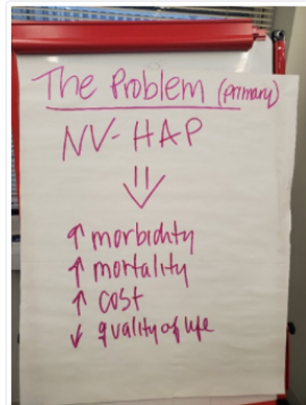 The Problem (primary)
NV-HAP
⇓
↑ morbidity
↑ mortality
↑ cost
↓ quality of life